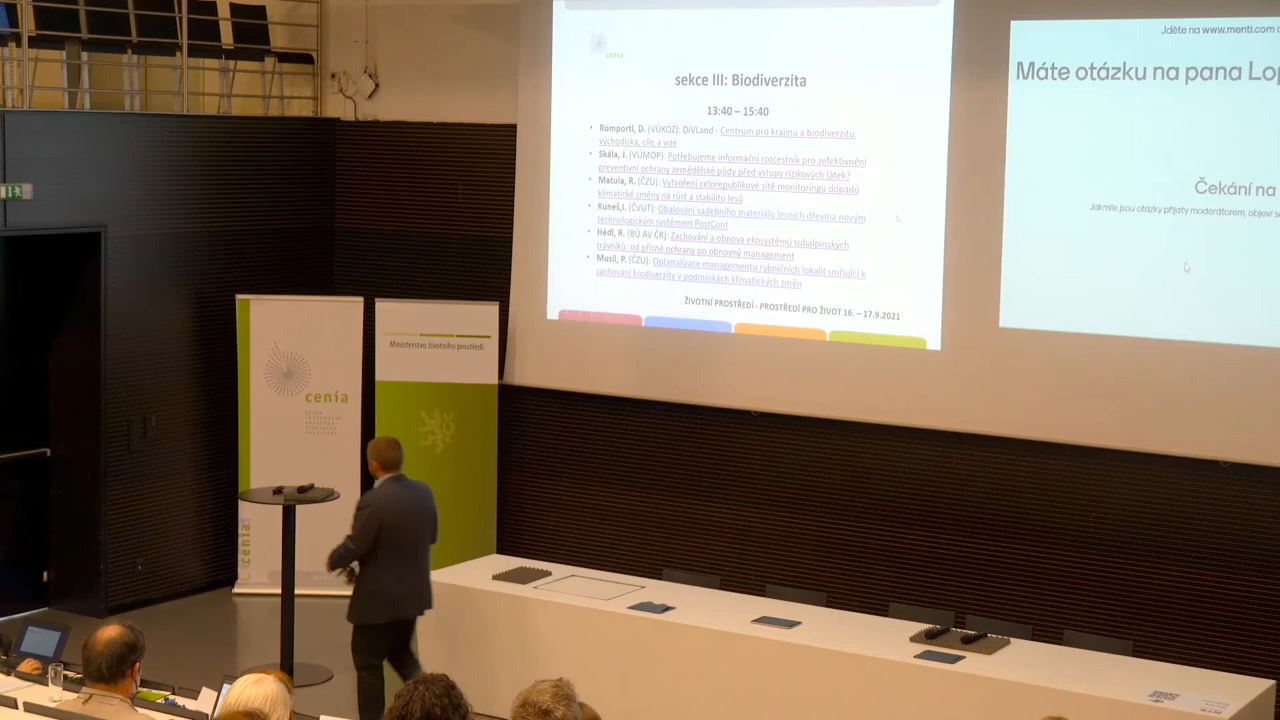 cenia
sekce III: Biodiverzita
13:40 – 15:40
• Romportl, D. (VÚKOZ): DivLand - Centrum pro krajinu a biodiverzitu:
východiska, cíle a vize
• Skála, J. (VÚMOP): Potřebujeme informační rozcestník pro zefektivnění
preventivní ochrany zemědělské půdy před vstupy rizikových látek?
• Matula, R. (ČZU): Vytvoření celorepublikové sítě monitoringu dopadů
klimatické změny na růst a stabilitu lesů
• Kuneš,I. (ČVUT): Obalování sadebního materiálu lesních dřevina novým
technologickým systémem PostCont
• Hédl, R. (BÚ AV ČR): Zachování a obnova ekosystémů subalpinských
trávníků: od přísné ochrany po obnovný management
• Musil, P. (ČZU): Optimalizace managementu rybničních lokalit směřující k
zachování biodiverzity v podmínkách klimatických změn
ŽIVOTNÍ PROSTŘEDÍ - PROSTŘEDÍ PRO ŽIVOT 16. – 17.9.2021
Jděte na www.menti.com
Máte otázku na pana
Čekání na
Jakmile jsou otázky přijaty moderátorem, objeví
cenia
Ministerstvo životního prostředí
cenia